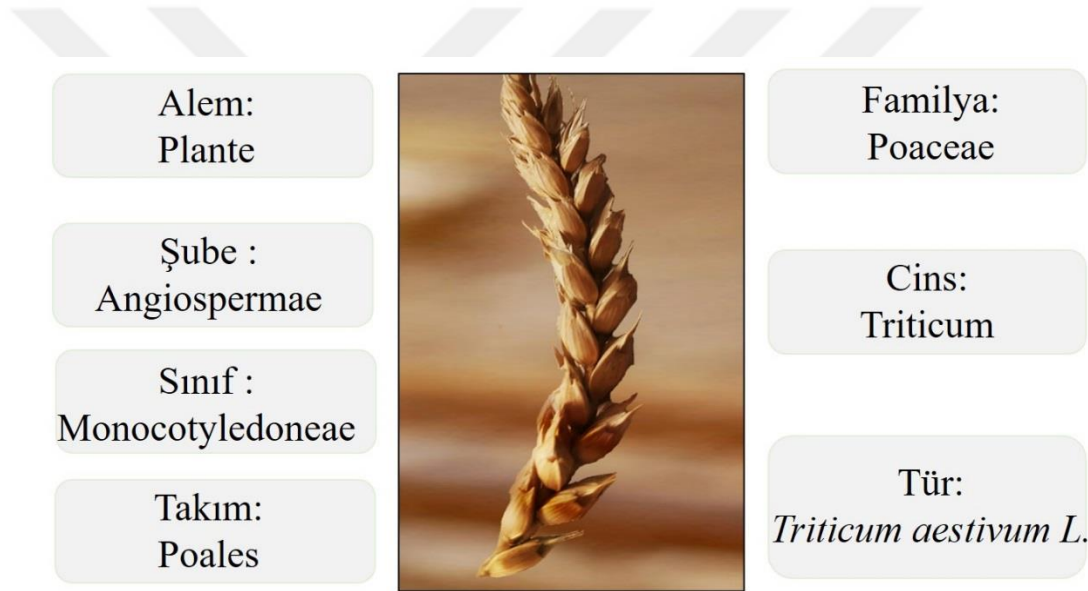 Alem:
Plante
Şube :
Angiospermae
Sınıf :
Monocotyledoneae
Takım:
Poales
Familya:
Poaceae
Cins:
Triticum
Tür:
Triticum aestivum L.